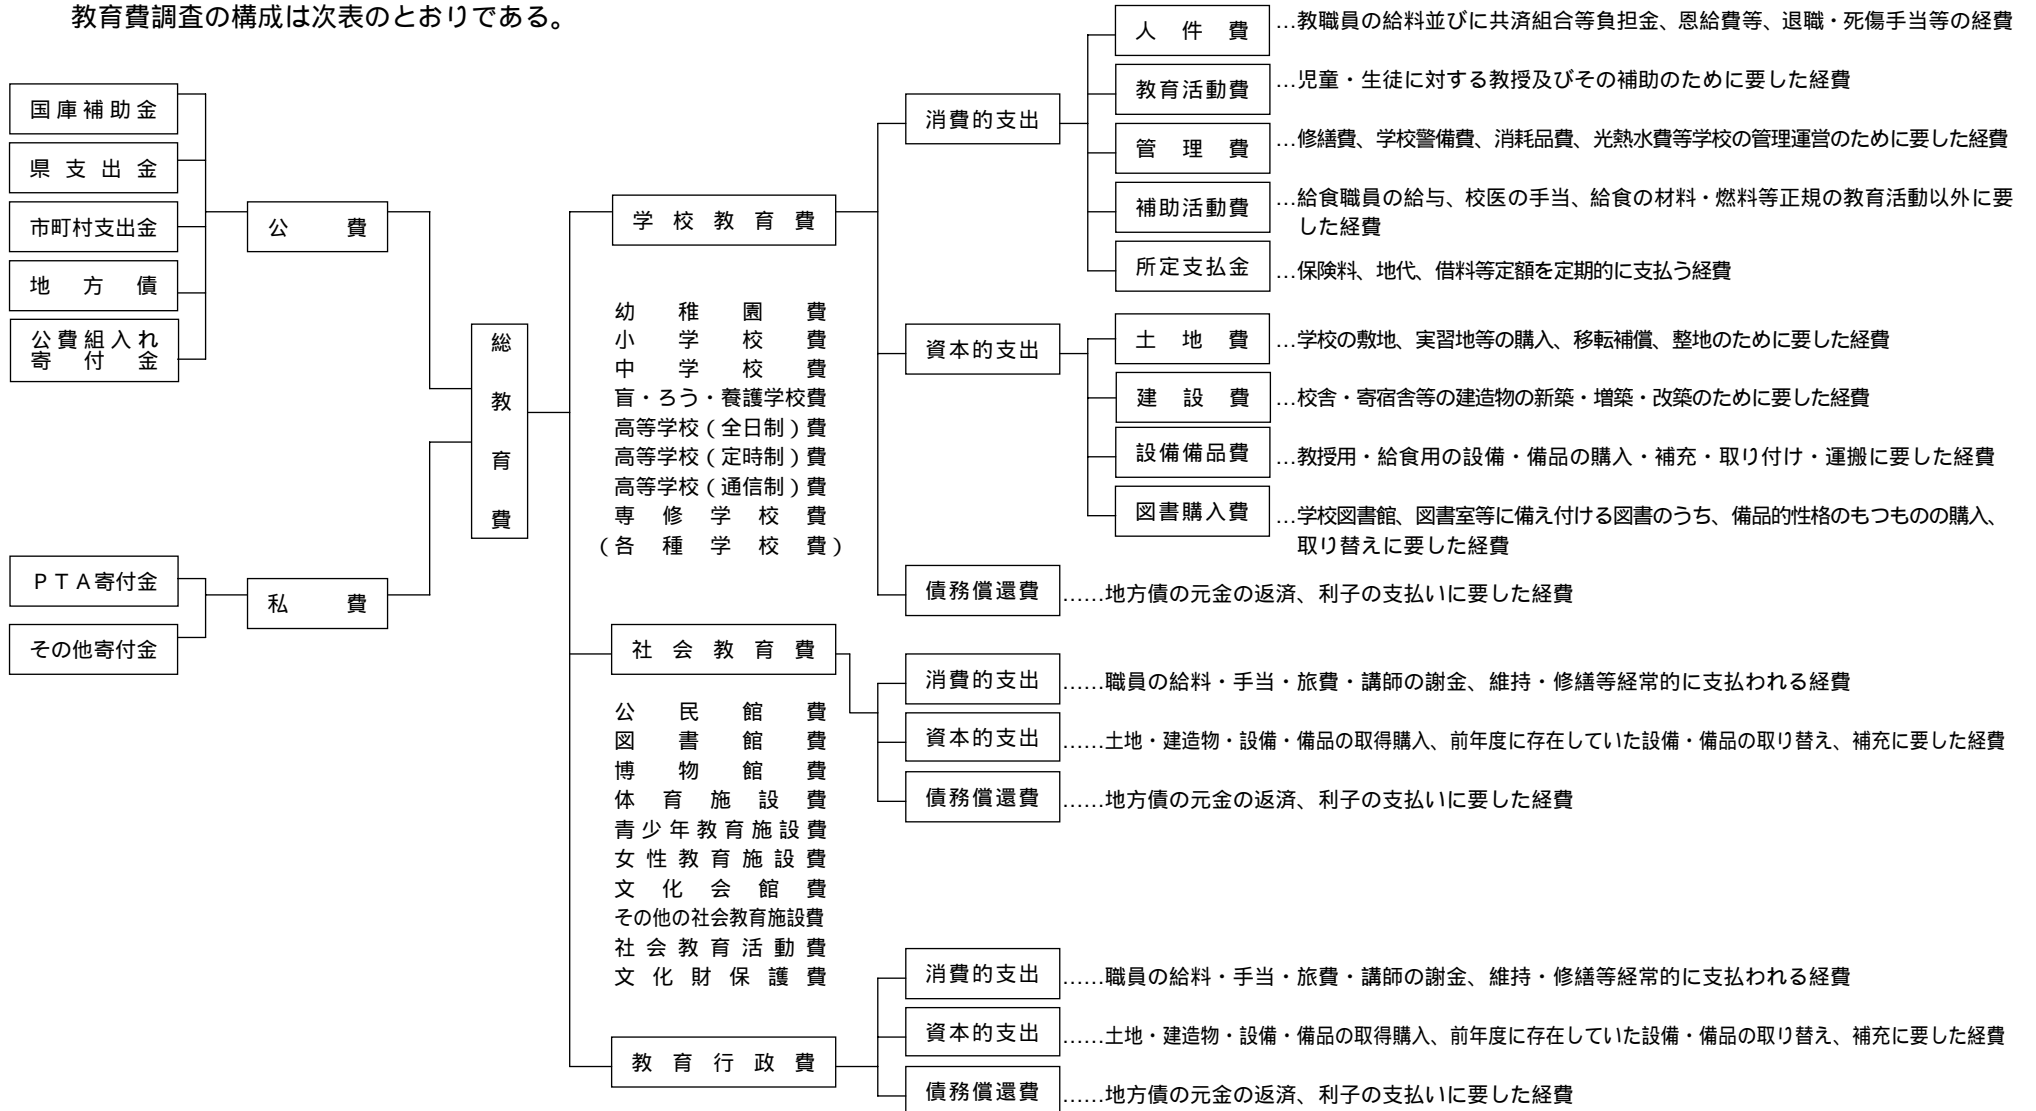 教育費調査の構成は次表のとおりである。
国庫補助金
県支出金
市町村支出金
地方債
公費組入れ
寄付金
公費
PTA寄付金
その他寄付金
私費
総教育費
学校教育費
幼稚園費
小学校費
中学校費
盲・ろう・養護学校費
高等学校(全日制)費
高等学校(定時制)費
高等学校(通信制)費
専修学校費
(各種学校費)
消費的支出
人件費…教職員の給料並びに共済組合等負担金、恩給費等、退職・死傷手当等の経費
教育活動費…児童・生徒に対する教授及びその補助のために要した経費
管理費…修繕費、学校警備費、消耗品費、光熱水費等学校の管理運営のために要した経費
補助活動費…給食職員の給与、校医の手当、給食の材料・燃料等正規の教育活動以外に要
した経費
所定支払金…保険料、地代、借料等定額を定期的に支払う経費
資本的支出
土地費…学校の敷地、実習地等の購入、移転補償、整地のために要した経費
建設費…校舎・寄宿舎等の建造物の新築・増築・改築のために要した経費
設備備品費…教授用・給食用の設備・備品の購入・補充・取り付け・運搬に要した経費
図書購入費…学校図書館、図書室等に備え付ける図書のうち、備品的性格のもつものの購入、
取り替えに要した経費
債務償還費……地方債の元金の返済、利子の支払いに要した経費
社会教育費
公民館費
図書館費
博物館費
体育施設費
青少年教育施設費
女性教育施設費
文化会館費
その他の社会教育施設費
社会教育活動費
文化財保護費
消費的支出……職員の給料・手当・旅費・講師の謝金、維持・修繕等経常的に支払われる経費
資本的支出……土地・建造物・設備・備品の取得購入、前年度に存在していた設備・備品の取り替え、補充に要した経費
債務償還費……地方債の元金の返済、利子の支払いに要した経費
教育行政費
消費的支出……職員の給料・手当・旅費・講師の謝金、維持・修繕等経常的に支払われる経費
資本的支出……土地・建造物・設備・備品の取得購入、前年度に存在していた設備・備品の取り替え、補充に要した経費
債務償還費……地方債の元金の返済、利子の支払いに要した経費